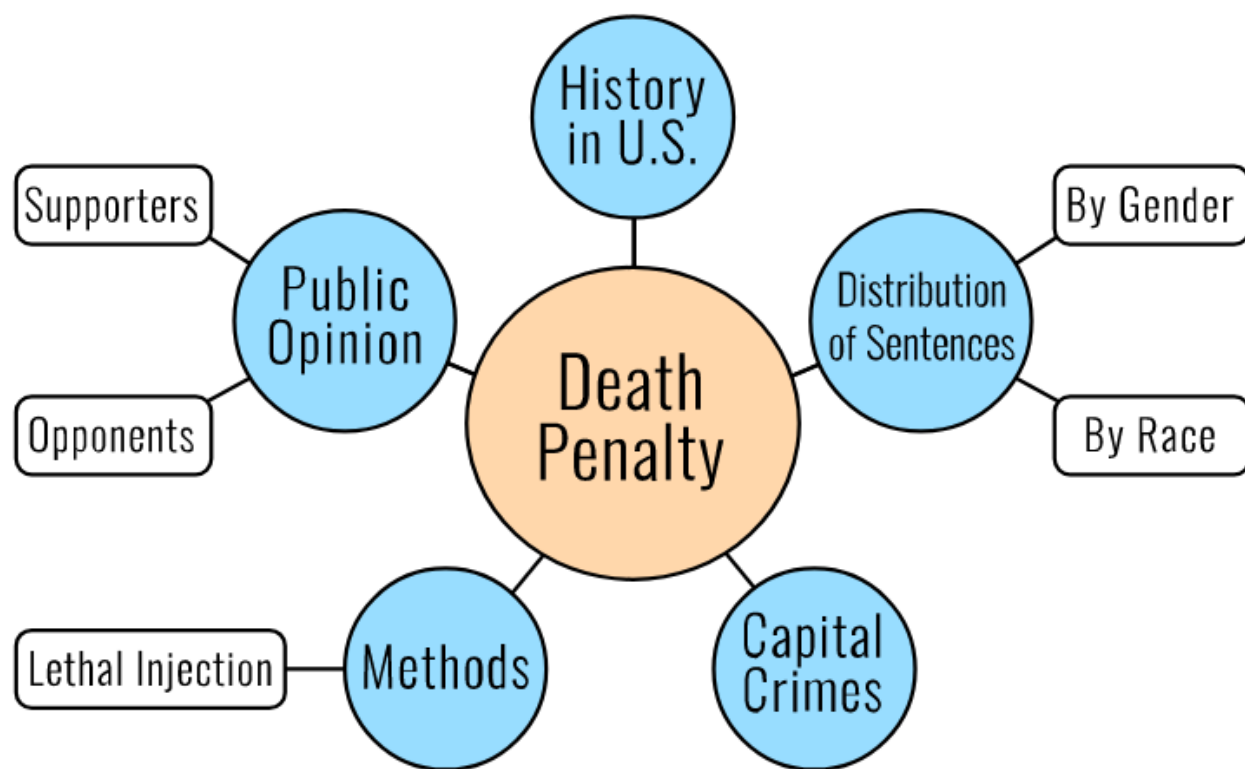 History
in U.S.
Supporters
By Gender
Public
Opinion
Distribution
of Sentences
Death
Penalty
Opponents
By Race
Lethal Injection
Methods
Capital
Crimes